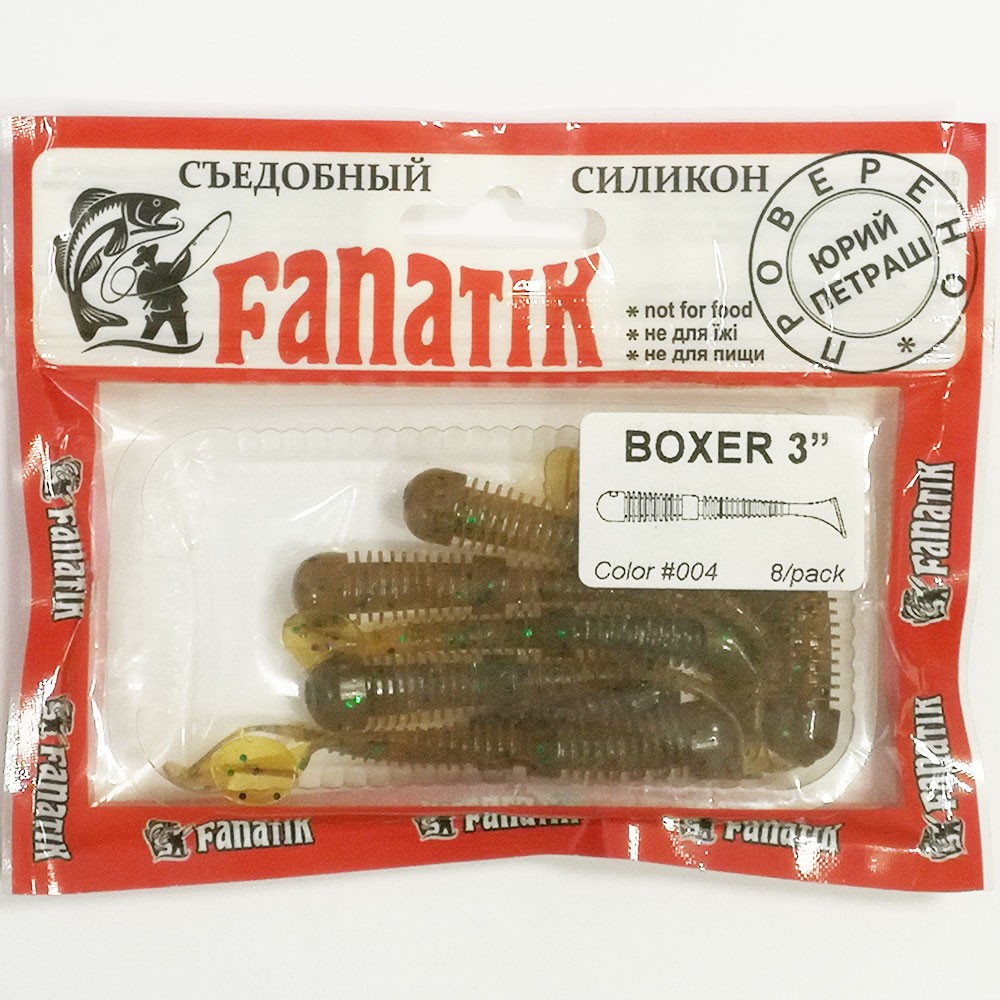 СЪЕДОБНЫЙ СИЛИКОН
FANATIK
* not for food
* не для їжі
* не для пищи
ПРОВЕРЕНО *
ЮРИЙ
ПЕТРАШ
BOXER 3”
Color #004 8/pack
FANATIK
FANATIK
FANATIK
FANATIK
FANATIK
FANATIK
FANATIK